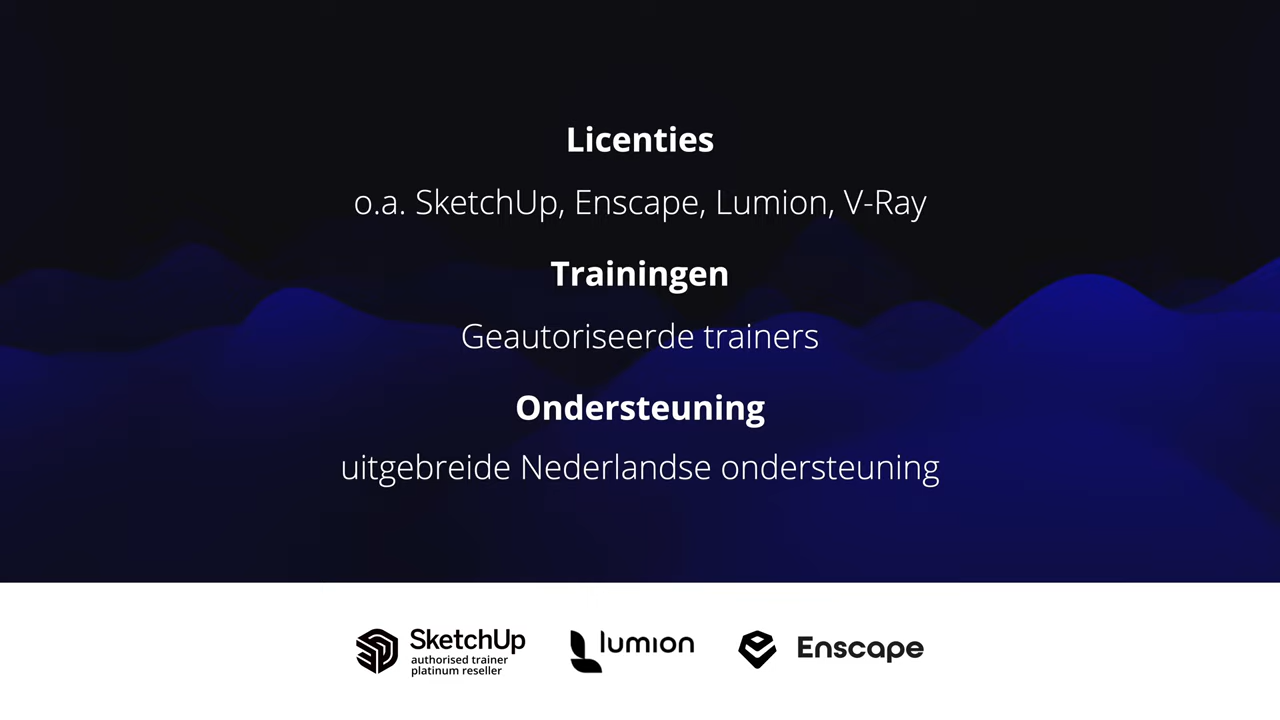 Licenties
o.a. SketchUp, Enscape, Lumion, V-Ray
Trainingen
Geautoriseerde trainers
Ondersteuning
uitgebreide Nederlandse ondersteuning
SketchUp
authorised trainer
platinum reseller
lumion
Enscape